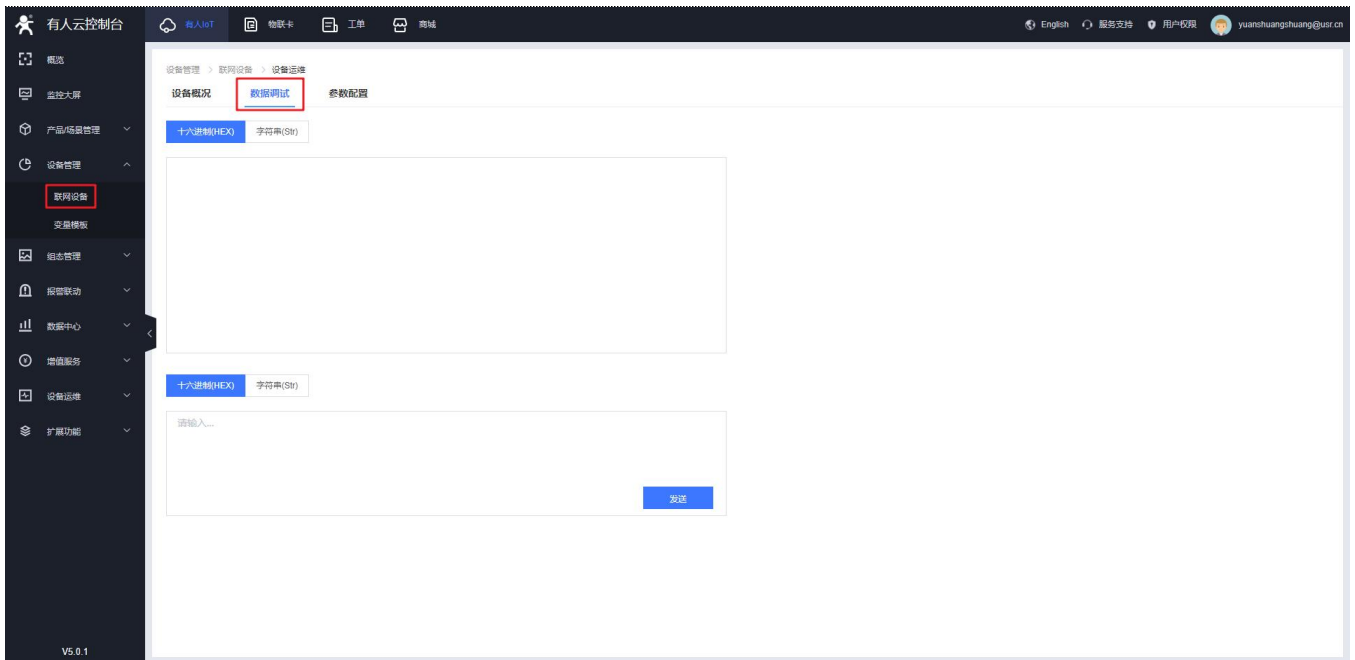 有人云控制台
有人IoT
物联卡
工单
商城
English
服务支持
用户权限
yuanshuangshuang@usr.cn
概览
监控大屏
产品/场景管理
设备管理
联网设备
变量模板
组态管理
报警联动
数据中心
增值服务
设备运维
扩展功能
V5.0.1
设备管理 > 联网设备 > 设备运维
设备概况
数据调试
参数配置
十六进制(HEX)
字符串(Str)
十六进制(HEX)
字符串(Str)
请输入...
发送